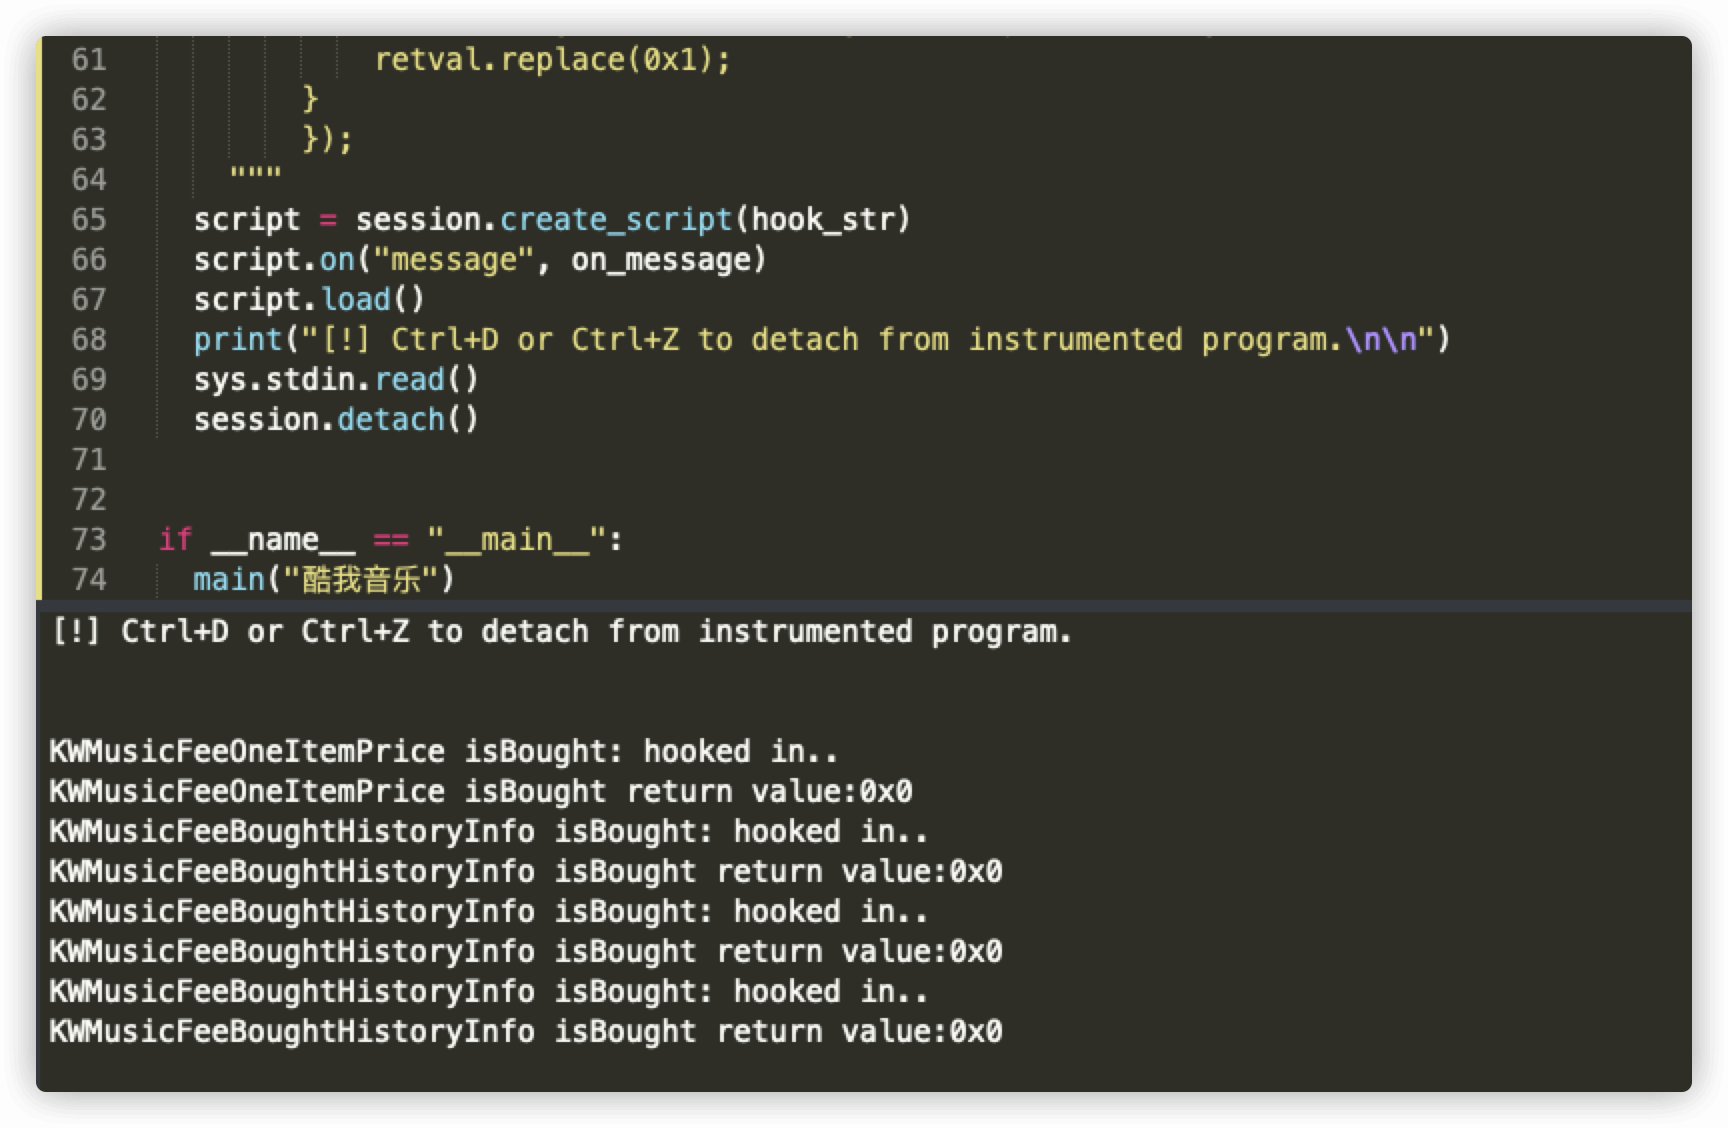 61 retval.replace(0x1);
62 }
63 });
64 """
65 script = session.create_script(hook_str)
66 script.on("message", on_message)
67 script.load()
68 print("[!] Ctrl+D or Ctrl+Z to detach from instrumented program.\n\n")
69 sys.stdin.read()
70 session.detach()
71
72
73 if __name__ == "__main__":
74 main("酷我音乐")
[!] Ctrl+D or Ctrl+Z to detach from instrumented program.
KWMusicFeeOneItemPrice isBought: hooked in..
KWMusicFeeOneItemPrice isBought return value:0x0
KWMusicFeeBoughtHistoryInfo isBought: hooked in..
KWMusicFeeBoughtHistoryInfo isBought return value:0x0
KWMusicFeeBoughtHistoryInfo isBought: hooked in..
KWMusicFeeBoughtHistoryInfo isBought return value:0x0
KWMusicFeeBoughtHistoryInfo isBought: hooked in..
KWMusicFeeBoughtHistoryInfo isBought return value:0x0